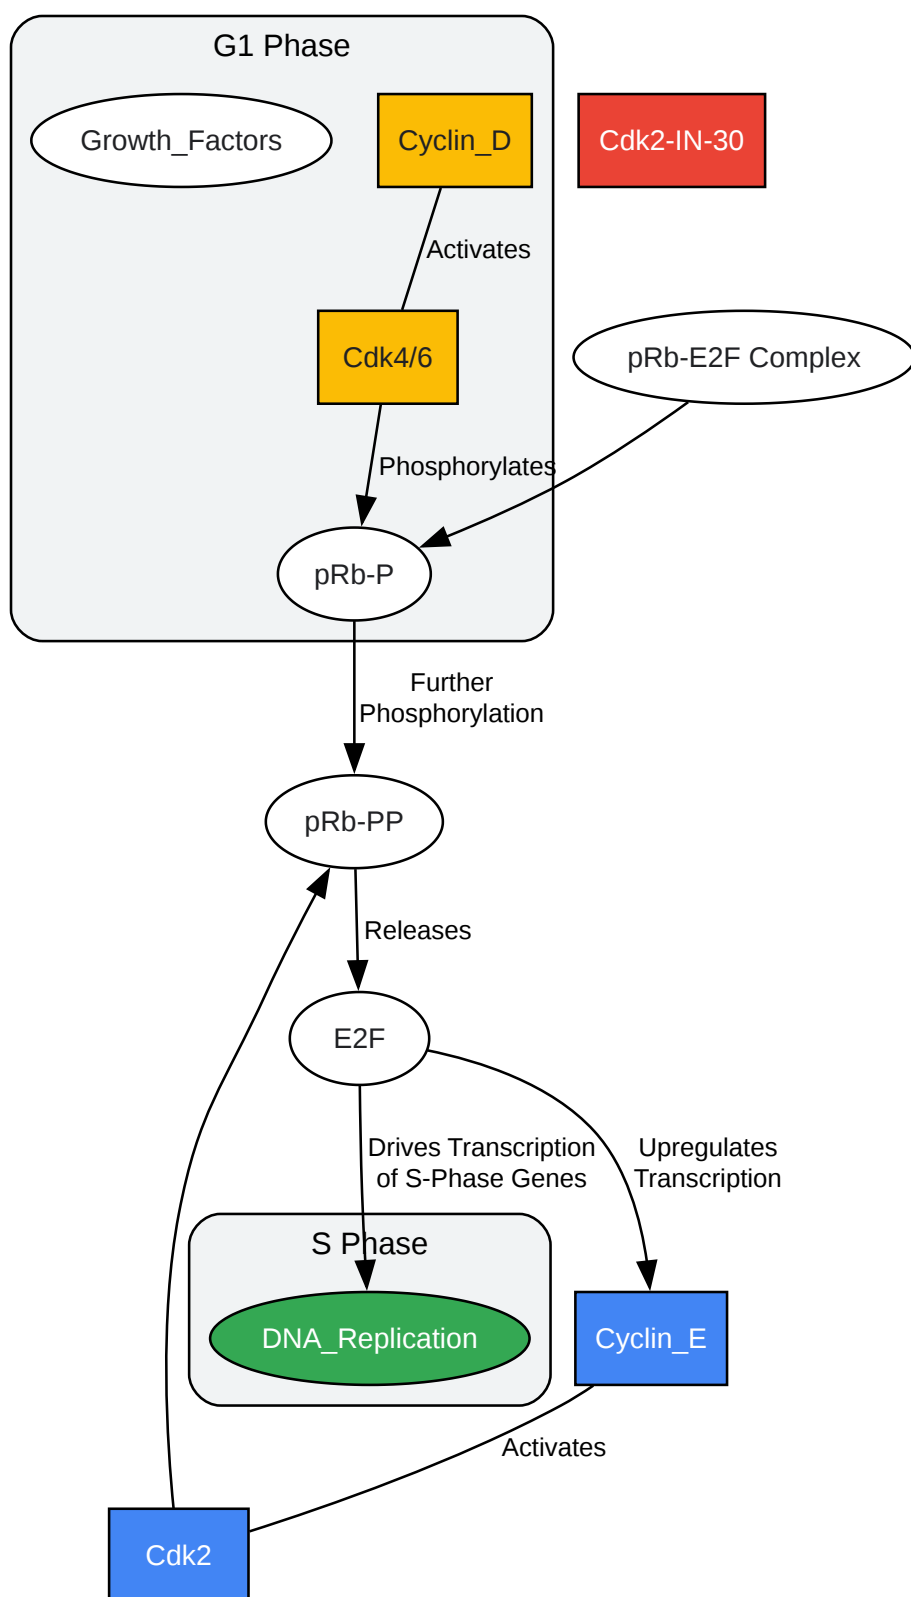 G1 Phase
Growth_Factors
Cyclin_D
Cdk2-IN-30
Activates
Cdk4/6
pRb-E2F Complex
Phosphorylates
pRb-P
Further
Phosphorylation
pRb-PP
Releases
E2F
Drives Transcription
of S-Phase Genes
Upregulates
Transcription
S Phase
DNA_Replication
Cyclin_E
Activates
Cdk2